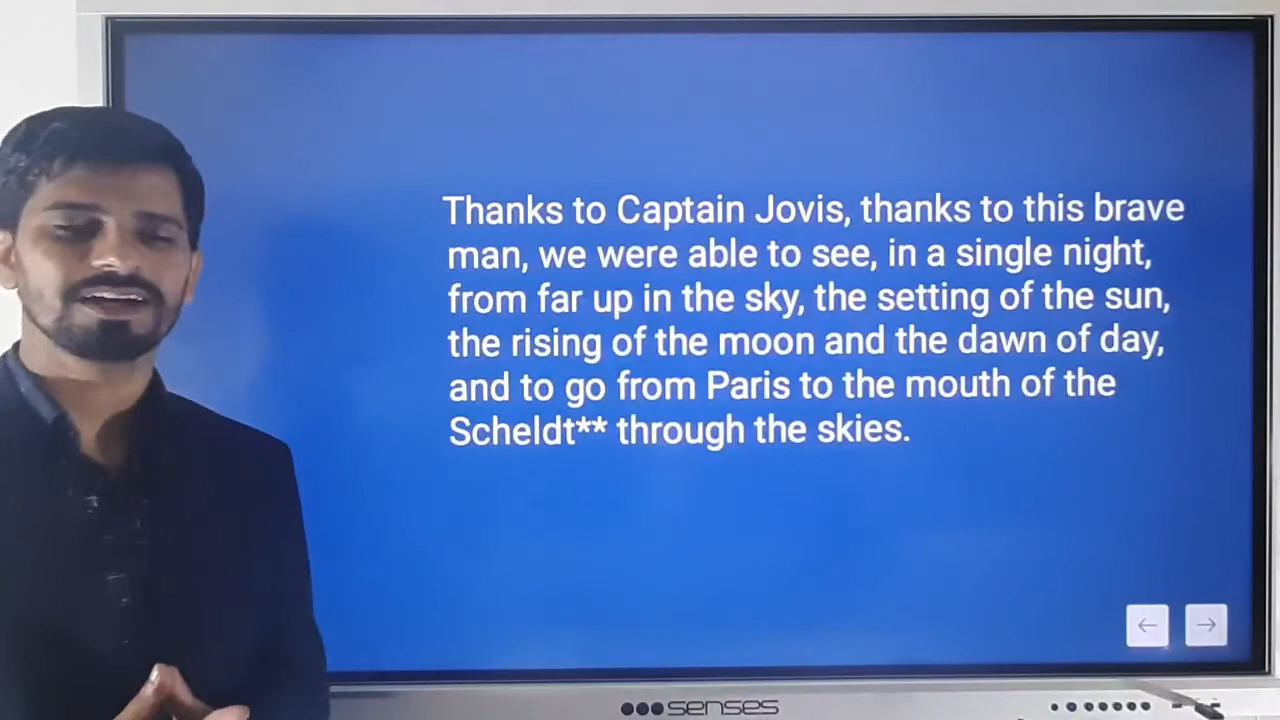 Thanks to Captain Jovis, thanks to this brave
man, we were able to see, in a single night,
from far up in the sky, the setting of the sun,
the rising of the moon and the dawn of day,
and to go from Paris to the mouth of the
Scheldt** through the skies.
senses